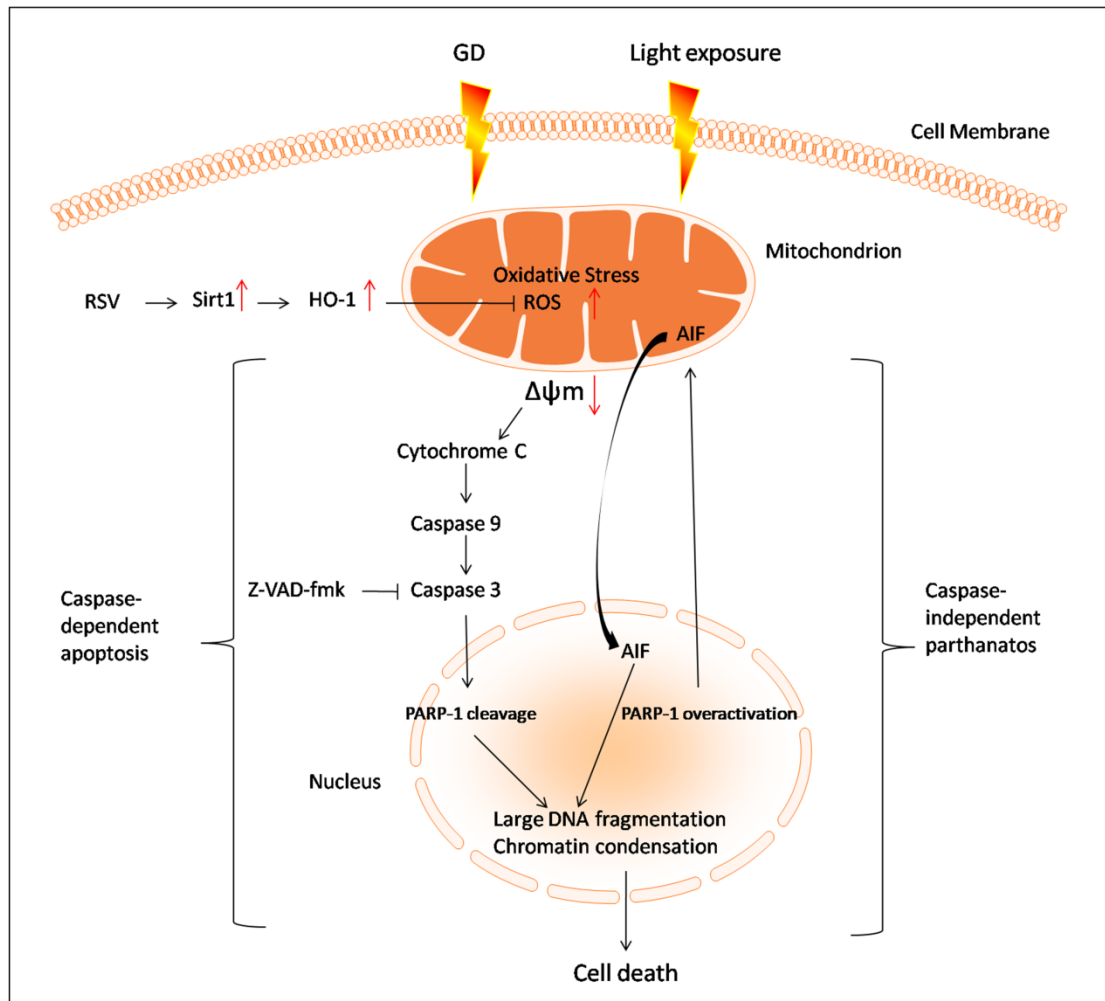 GD
Light exposure
Cell Membrane
Mitochondrion
Oxidative Stress
RSV
Sirt1
HO-1
ROS
AIF
Δψm
Cytochrome C
Caspase 9
Z-VAD-fmk
Caspase 3
Caspase-
dependent
apoptosis
Caspase-
independent
parthanatos
AIF
PARP-1 cleavage
PARP-1 overactivation
Nucleus
Large DNA fragmentation
Chromatin condensation
Cell death